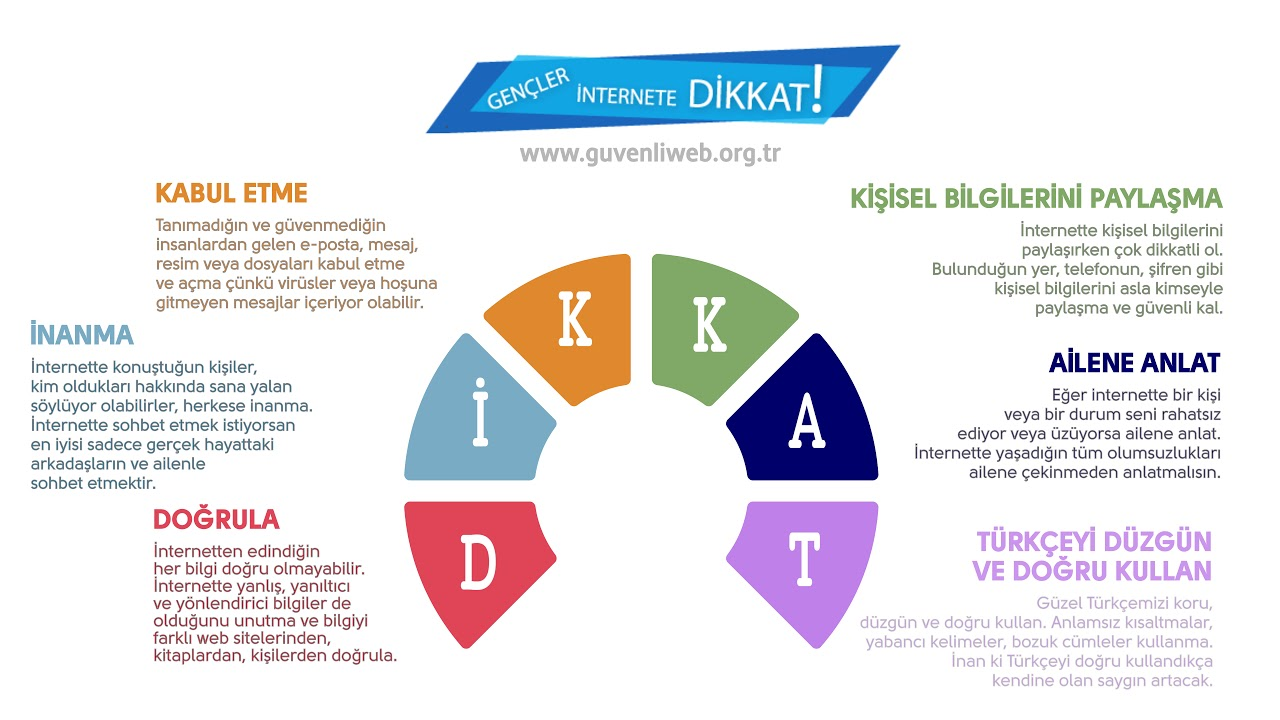 GENÇLER İNTERNETE DİKKAT!
www.guvenliweb.org.tr
KABUL ETME
Tanımadığın ve güvenmediğin
insanlardan gelen e-posta, mesaj,
resim veya dosyaları kabul etme
ve açma çünkü virüsler veya hoşuna
gitmeyen mesajlar içeriyor olabilir.
İNANMA
İnternette konuştuğun kişiler,
kim oldukları hakkında sana yalan
söylüyor olabilirler, herkese inanma.
İnternette sohbet etmek istiyorsan
en iyisi sadece gerçek hayattaki
arkadaşların ve ailenle
sohbet etmektir.
DOĞRULA
İnternetten edindiğin
her bilgi doğru olmayabilir.
İnternette yanlış, yanıltıcı
ve yönlendirici bilgiler de
olduğunu unutma ve bilgiyi
farklı web sitelerinden,
kitaplardan, kişilerden doğrula.
D
İ
K
K
A
T
KİŞİSEL BİLGİLERİNİ PAYLAŞMA
İnternette kişisel bilgilerini
paylaşırken çok dikkatli ol.
Bulunduğun yer, telefonun, şifren gibi
kişisel bilgilerini asla kimseyle
paylaşma ve güvenli kal.
AİLENE ANLAT
Eğer internette bir kişi
veya bir durum seni rahatsız
ediyor veya üzüyorsa ailene anlat.
İnternette yaşadığın tüm olumsuzlukları
ailene çekinmeden anlatmalısın.
TÜRKÇEYİ DÜZGÜN
VE DOĞRU KULLAN
Güzel Türkçemizi koru,
düzgün ve doğru kullan. Anlamsız kısaltmalar,
yabancı kelimeler, bozuk cümleler kullanma.
İnan ki Türkçeyi doğru kullandıkça
kendine olan saygın artacak.